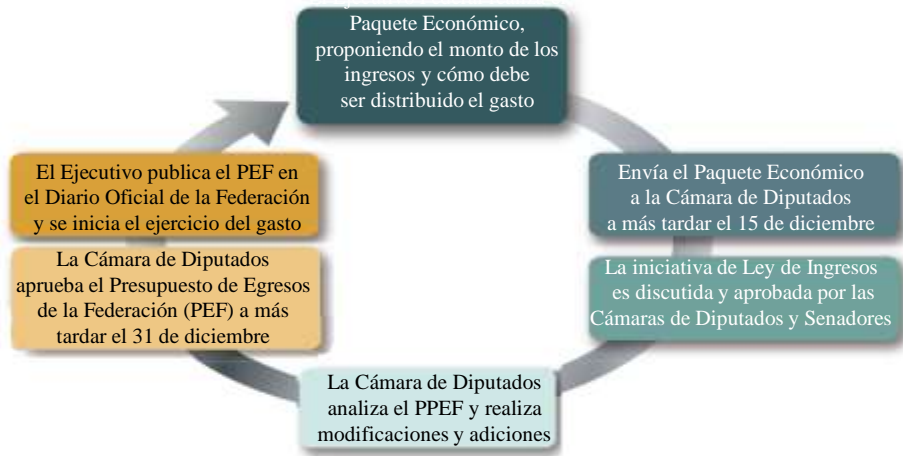 Paquete Económico,
proponiendo el monto de los
ingresos y cómo debe
ser distribuido el gasto
Envía el Paquete Económico
a la Cámara de Diputados
a más tardar el 15 de diciembre
La iniciativa de Ley de Ingresos
es discutida y aprobada por las
Cámaras de Diputados y Senadores
La Cámara de Diputados
analiza el PPEF y realiza
modificaciones y adiciones
La Cámara de Diputados
aprueba el Presupuesto de Egresos
de la Federación (PEF) a más
tardar el 31 de diciembre
El Ejecutivo publica el PEF en
el Diario Oficial de la Federación
y se inicia el ejercicio del gasto